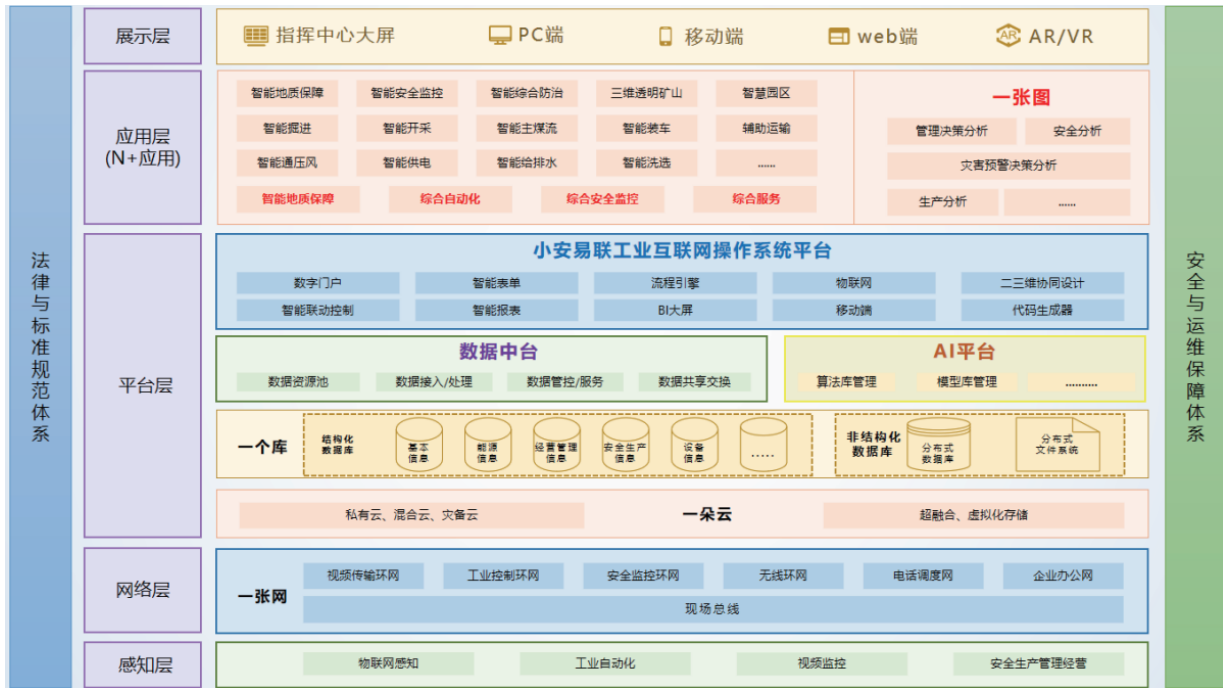 法律与标准规范体系
展示层
指挥中心大屏 PC端 移动端 web端 AR/VR
应用层
(N+应用)
智能地质保障 智能安全监控 智能综合防治 三维透明矿山 智慧园区
智能掘进 智能开采 智能主煤流 智能装车 辅助运输
智能通压风 智能供电 智能给排水 智能洗选 ......
智能地质保障 综合自动化 综合安全监控 综合服务
一张图
管理决策分析 安全分析
灾害预警决策分析
生产分析 ......
平台层
小安易联工业互联网操作系统平台
数字门户 智能表单 流程引擎 物联网 二三维协同设计
智能联动控制 智能报表 BI大屏 移动端 代码生成器
数据中台
数据资源池 数据接入/处理 数据管控/服务 数据共享交换
AI平台
算法库管理 模型库管理 ..........
一个库
结构化
数据库
基本
信息
能源
信息
经营管理
信息
安全生产
信息
设备
信息
.....
非结构化
数据库
分布式
数据库
分布式
文件系统
私有云、混合云、灾备云 一朵云 超融合、虚拟化存储
网络层
一张网
视频传输环网 工业控制环网 安全监控环网 无线环网 电话调度网 企业办公网
现场总线
感知层
物联网感知 工业自动化 视频监控 安全生产管理经营
安全与运维保障体系